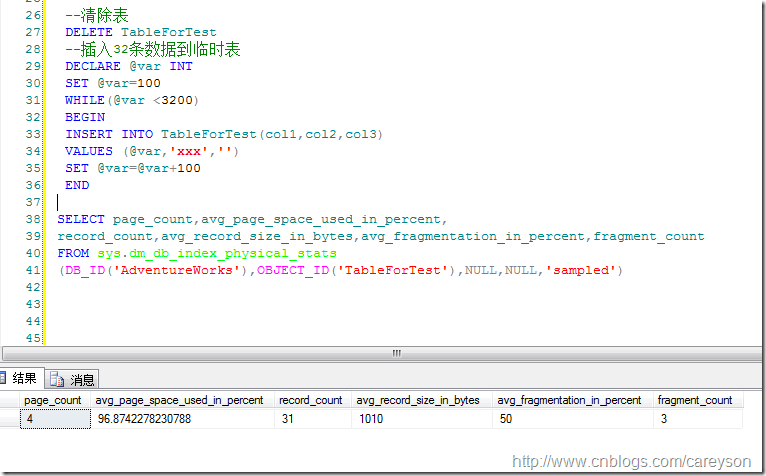 26 --清除表
27 DELETE TableForTest
28 --插入32条数据到临时表
29 DECLARE @var INT
30 SET @var=100
31 WHILE(@var <3200)
32 BEGIN
33 INSERT INTO TableForTest(col1,col2,col3)
34 VALUES (@var,'xxx','')
35 SET @var=@var+100
36 END
37
38 SELECT page_count,avg_page_space_used_in_percent,
39 record_count,avg_record_size_in_bytes,avg_fragmentation_in_percent,fragment_count
40 FROM sys.dm_db_index_physical_stats
41 (DB_ID('AdventureWorks'),OBJECT_ID('TableForTest'),NULL,NULL,'sampled')
42
43
44
45
结果 消息
page_count avg_page_space_used_in_percent record_count avg_record_size_in_bytes avg_fragmentation_in_percent fragment_count
4 96.8742278230788 31 1010 50 3
http://www.cnblogs.com/careyson